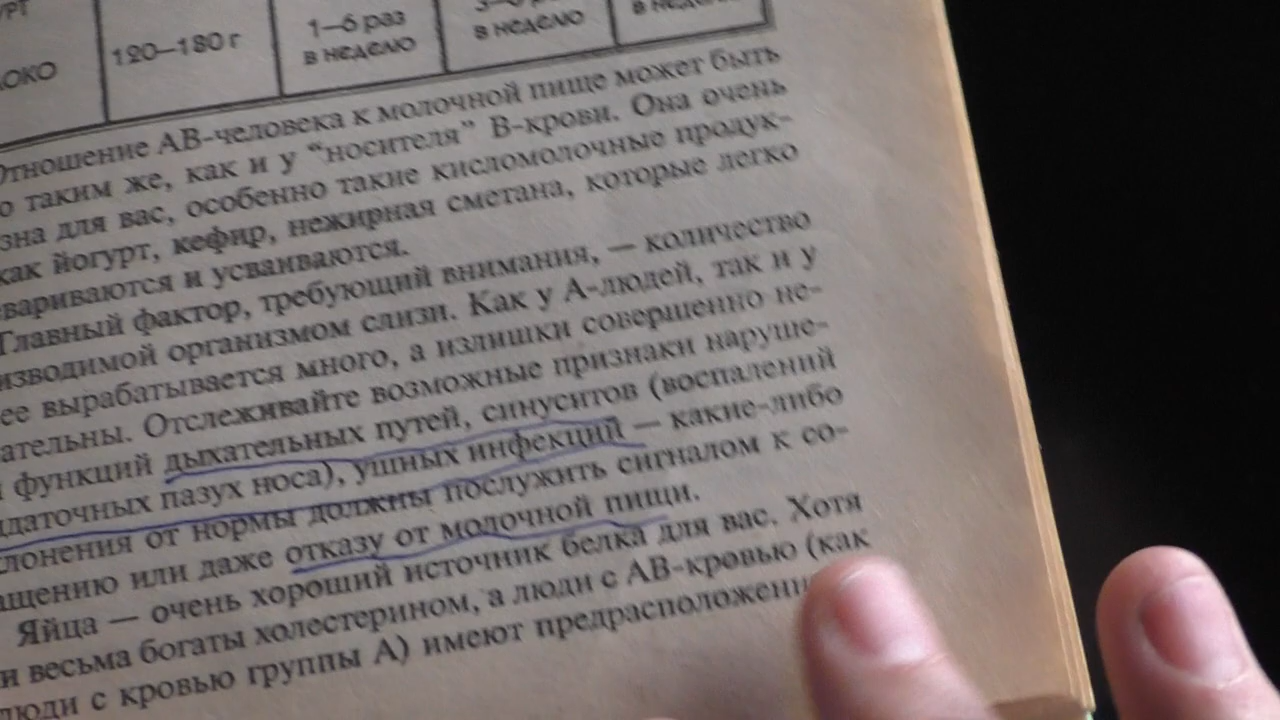 120–180 г
1–6 раз
в неделю
в неделю
Отношение АВ-человека к молочной пище может быть
таким же, как и у “носителя” В-крови. Она очень
для вас, особенно такие кисломолочные продук-
как йогурт, кефир, нежирная сметана, которые легко
вариваются и усваиваются.
Главный фактор, требующий внимания, — количество
изводимой организмом слизи. Как у А-людей, так и у
ее вырабатывается много, а излишки совершенно не-
ательны. Отслеживайте возможные признаки наруше-
функций дыхательных путей, синуситов (воспалений
даточных пазух носа), ушных инфекций — какие-либо
клонения от нормы должны послужить сигналом к со-
ащению или даже отказу от молочной пищи.
Яйца — очень хороший источник белка для вас. Хотя
и весьма богаты холестерином, а люди с АВ-кровью (как
люди с кровью группы А) имеют предрасположени